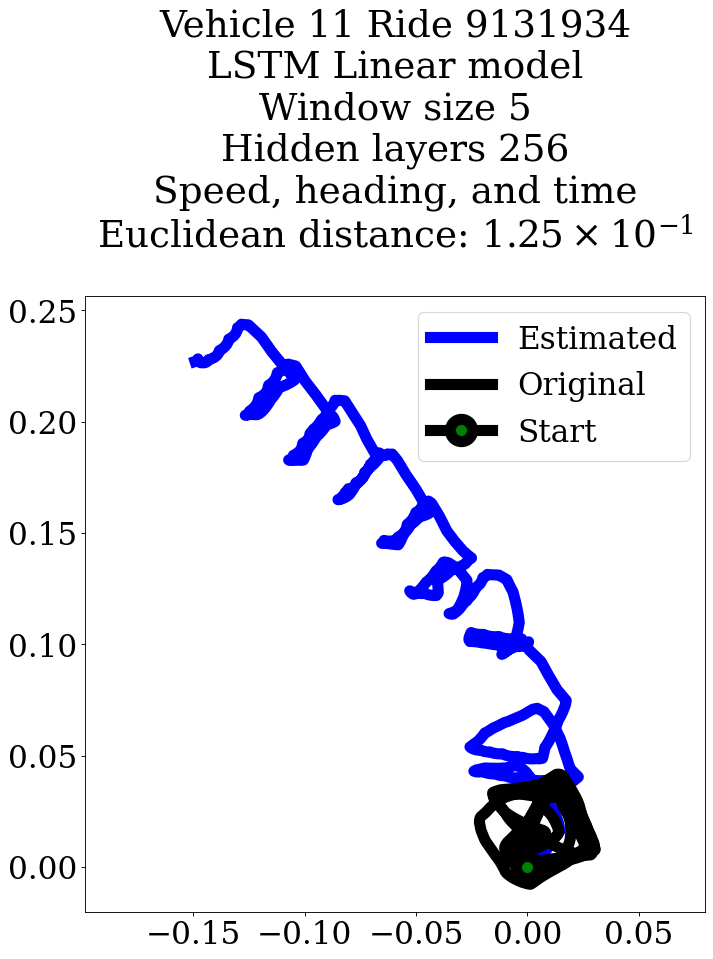 Vehicle 11 Ride 9131934
LSTM Linear model
Window size 5
Hidden layers 256
Speed, heading, and time
Euclidean distance: 1.25 × 10⁻¹
Estimated
Original
Start
0.25
0.20
0.15
0.10
0.05
0.00
−0.15 −0.10 −0.05 0.00 0.05